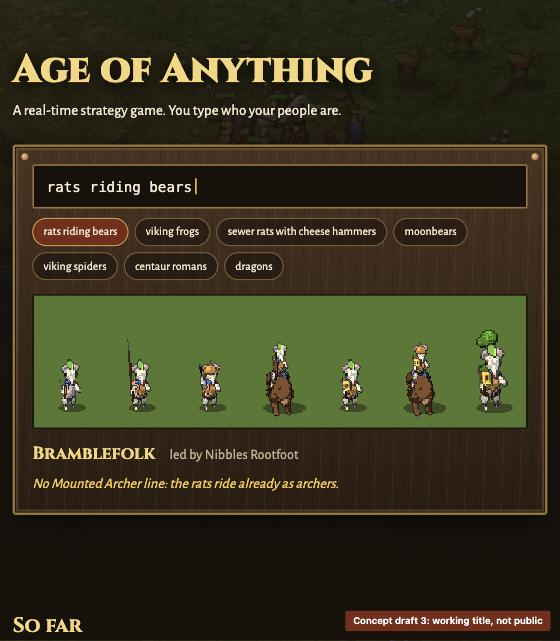 Age of Anything
A real-time strategy game. You type who your people are.
rats riding bears
rats riding bears viking frogs sewer rats with cheese hammers moonbears
viking spiders centaur romans dragons
Bramblefolk led by Nibbles Rootfoot
No Mounted Archer line: the rats ride already as archers.
So far
Concept draft 3: working title, not public